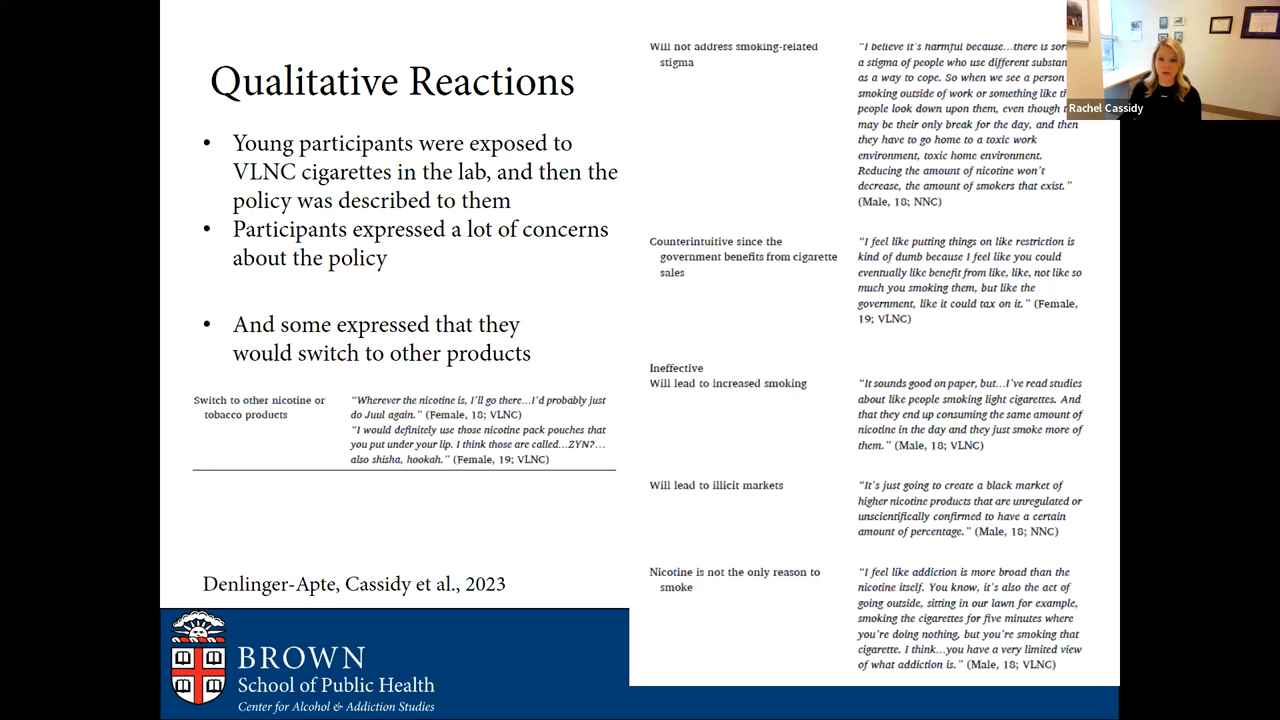 Qualitative Reactions
• Young participants were exposed to
VLNC cigarettes in the lab, and then the
policy was described to them
• Participants expressed a lot of concerns
about the policy
• And some expressed that they
would switch to other products
Switch to other nicotine or
tobacco products
“Wherever the nicotine is, I'll go there…I'd probably just
do Juul again.” (Female, 18; VLNC)
“I would definitely use those nicotine pack pouches that
you put under your lip. I think those are called…ZYN?…
also shisha, hookah.” (Female, 19; VLNC)
Denlinger-Apte, Cassidy et al., 2023
BROWN
School of Public Health
Center for Alcohol & Addiction Studies
Will not address smoking-related
stigma
“I believe it's harmful because…there is
a stigma of people who use different
as a way to cope. So when we see a person
smoking outside of work or something like
people look down upon them, even though
may be their only break for the day, and then
they have to go home to a toxic work
environment, toxic home environment.
Reducing the amount of nicotine won't
decrease, the amount of smokers that exist.”
(Male, 18; NNC)
Counterintuitive since the
government benefits from cigarette
sales
“I feel like putting things on like restriction is
kind of dumb because I feel like you could
eventually like benefit from like, like, not like so
much you smoking them, but like the
government, like it could tax on it.” (Female,
19; VLNC)
Ineffective
Will lead to increased smoking
“It sounds good on paper, but…I've read studies
about like people smoking light cigarettes. And
that they end up consuming the same amount of
nicotine in the day and they just smoke more of
them.” (Male, 18; VLNC)
Will lead to illicit markets
“It's just going to create a black market of
higher nicotine products that are unregulated or
unscientifically confirmed to have a certain
amount of percentage.” (Male, 18; NNC)
Nicotine is not the only reason to
smoke
“I feel like addiction is more broad than the
nicotine itself. You know, it's also the act of
going outside, sitting in our lawn for example,
smoking the cigarettes for five minutes where
you're doing nothing, but you're smoking that
cigarette. I think…you have a very limited view
of what addiction is.” (Male, 18; VLNC)
Rachel Cassidy